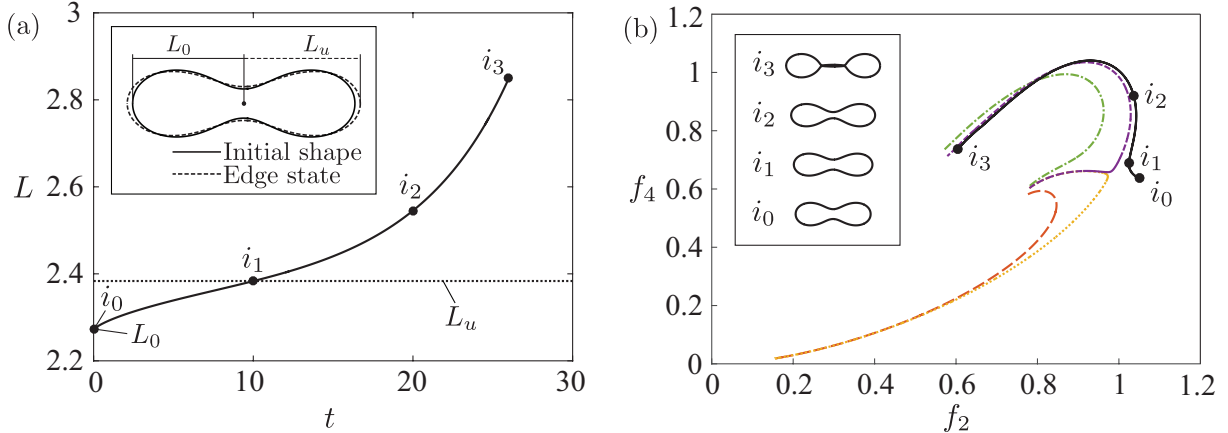 (a)
L
3
2.8
2.6
2.4
2.2
0
10
20
30
t
L₀
Lᵤ
Initial shape
Edge state
i₃
i₂
i₁
i₀
L₀
Lᵤ
(b)
f₄
1.2
1
0.8
0.6
0.4
0.2
0
0
0.2
0.4
0.6
0.8
1
1.2
f₂
i₃
i₂
i₁
i₀
i₂
i₁
i₀
i₃